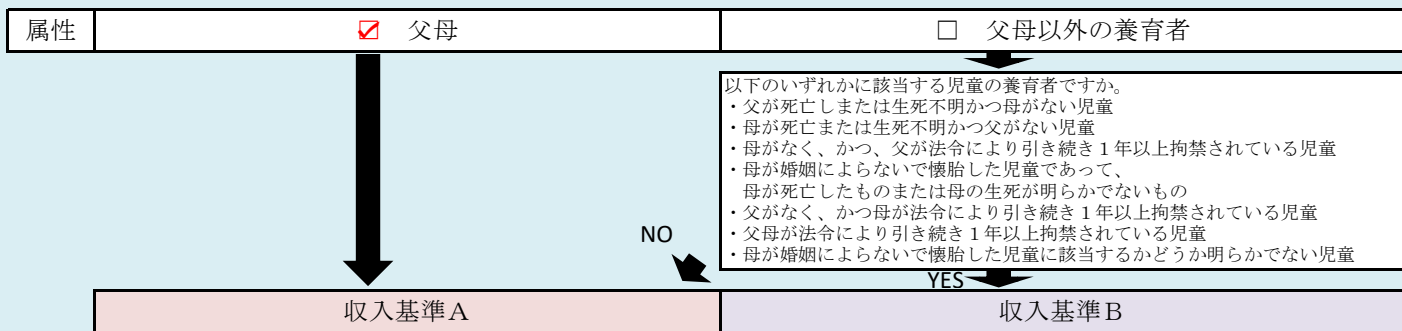 属性 ☑ 父母 □ 父母以外の養育者
以下のいずれかに該当する児童の養育者ですか。
・父が死亡しまたは生死不明かつ母がない児童
・母が死亡または生死不明かつ父がない児童
・母がなく、かつ、父が法令により引き続き１年以上拘禁されている児童
・母が婚姻によらないで懐胎した児童であって、
母が死亡したものまたは母の生死が明らかでないもの
・父がなく、かつ母が法令により引き続き１年以上拘禁されている児童
・父母が法令により引き続き１年以上拘禁されている児童
・母が婚姻によらないで懐胎した児童に該当するかどうか明らかでない児童
NO
YES
収入基準Ａ 収入基準Ｂ